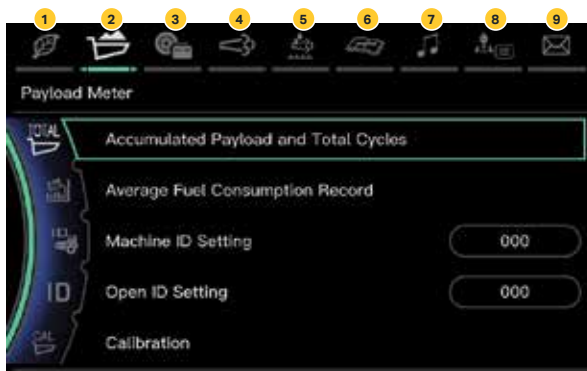 1 2 3 4 5 6 7 8 9
Payload Meter
TOTAL
Accumulated Payload and Total Cycles
Average Fuel Consumption Record
ID
Machine ID Setting 000
ID
Open ID Setting 000
CAL
Calibration